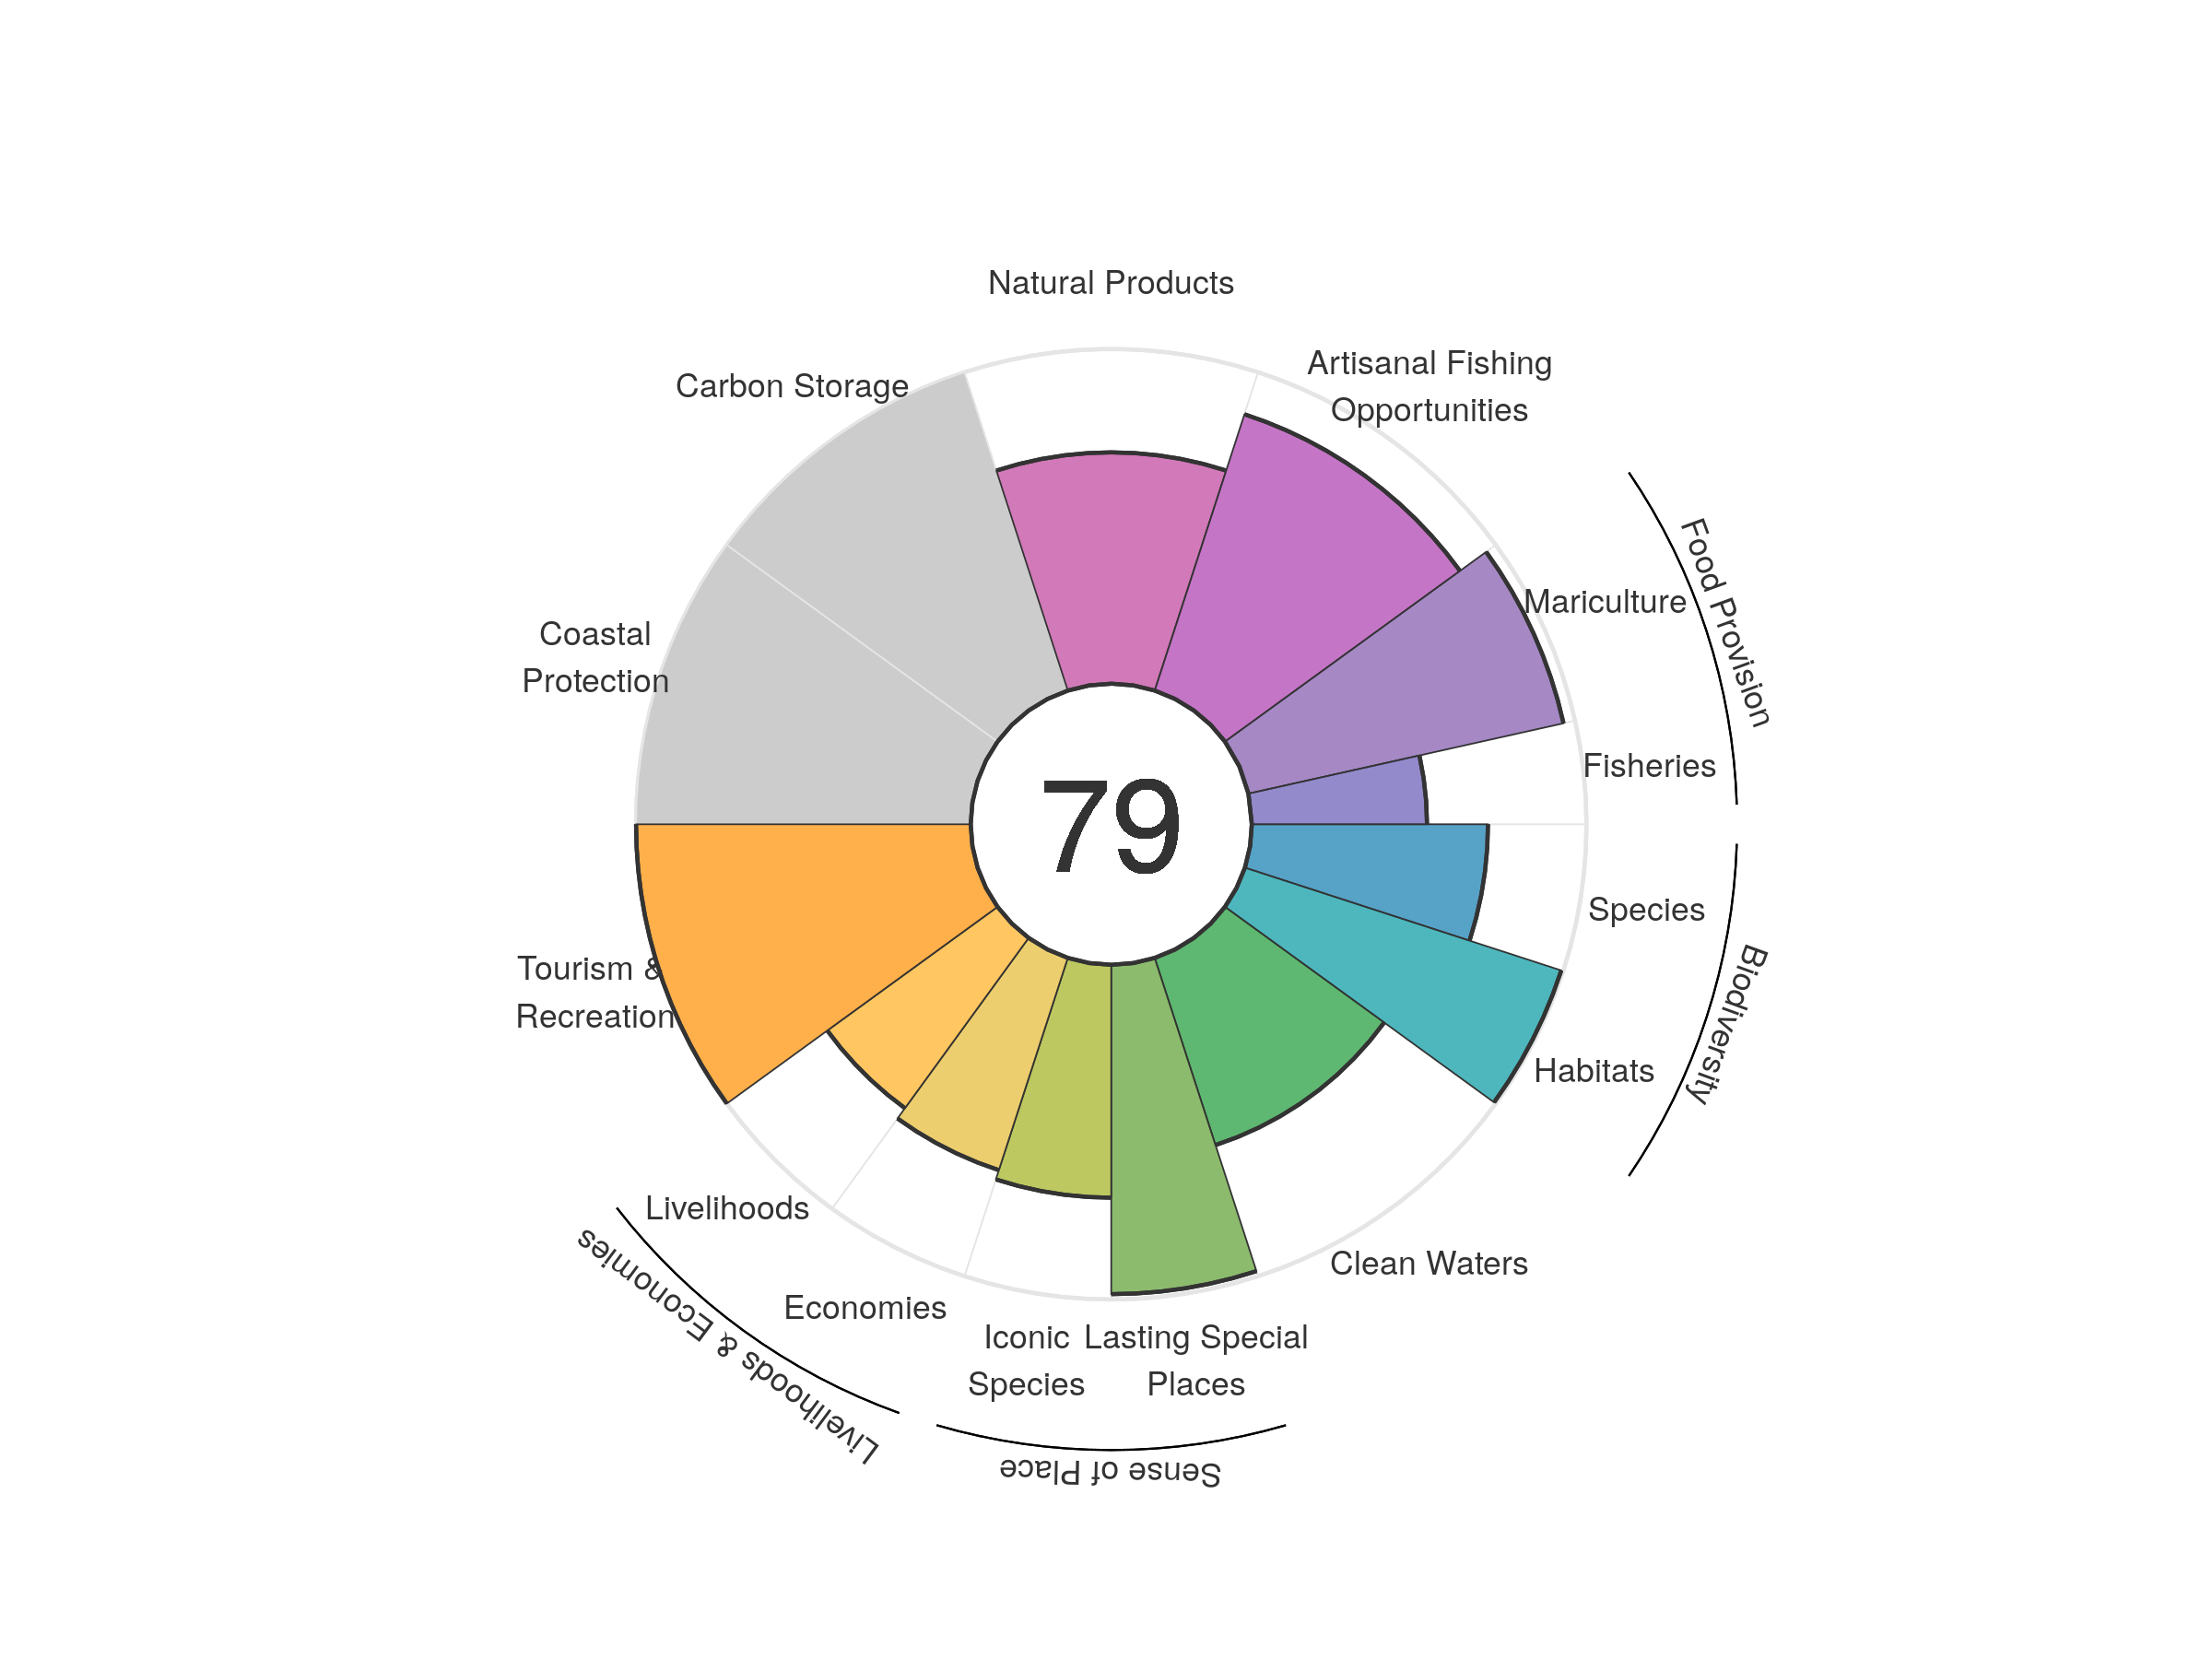 Natural Products
Artisanal Fishing
Opportunities
Carbon Storage
Mariculture
Food Provision
Coastal
Protection
Fisheries
79
Species
Biodiversity
Tourism &
Recreation
Habitats
Livelihoods
Clean Waters
Economies
Iconic
Species
Lasting Special
Places
Livelihoods & Economies
Sense of Place